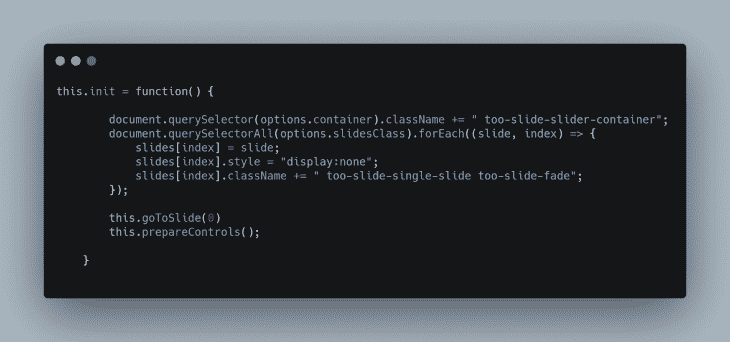 this.init = function() {
document.querySelector(options.container).className += " too-slide-slider-container";
document.querySelectorAll(options.slidesClass).forEach((slide, index) => {
slides[index] = slide;
slides[index].style = "display:none";
slides[index].className += " too-slide-single-slide too-slide-fade";
});
this.goToSlide(0)
this.prepareControls();
}